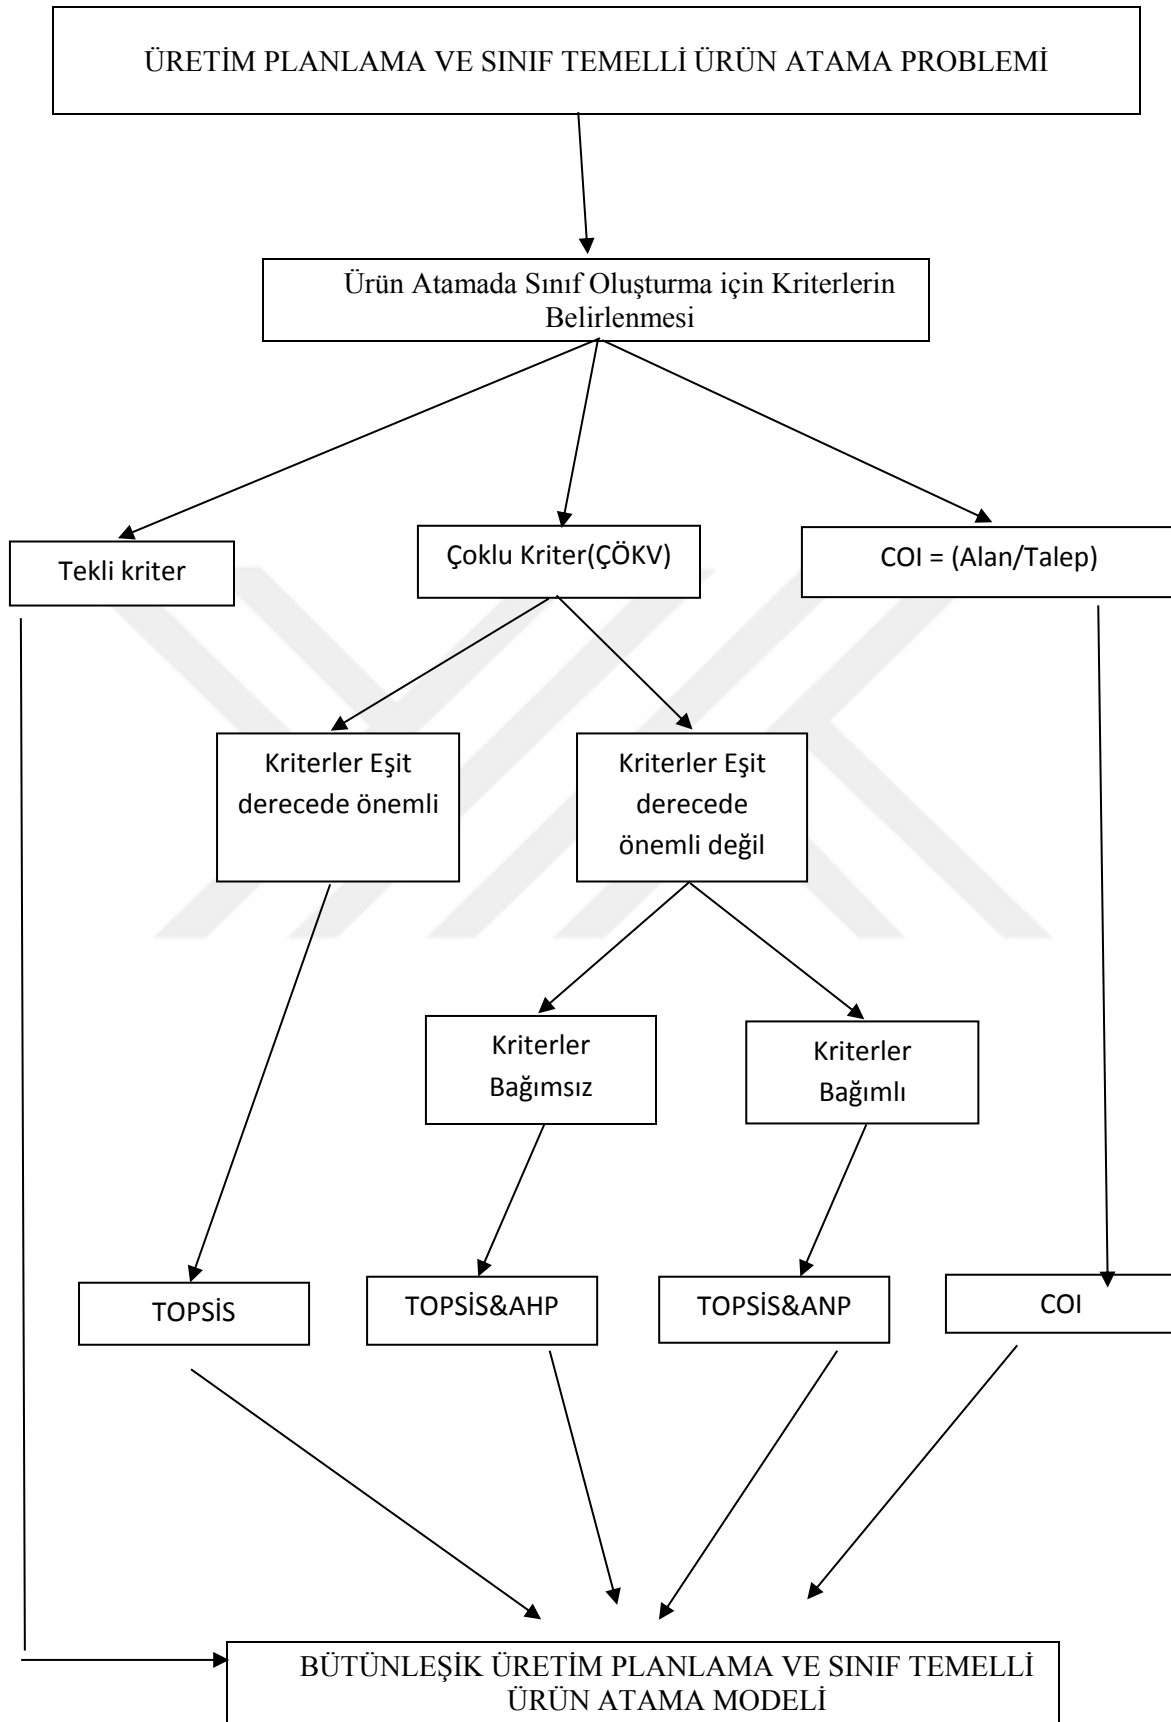 ÜRETİM PLANLAMA VE SINIF TEMELLİ ÜRÜN ATAMA PROBLEMİ
Ürün Atamada Sınıf Oluşturma için Kriterlerin
Belirlenmesi
Tekli kriter
Çoklu Kriter(ÇÖKV)
COI = (Alan/Talep)
Kriterler Eşit
derecede önemli
Kriterler Eşit
derecede
önemli değil
Kriterler
Bağımsız
Kriterler
Bağımlı
TOPSİS
TOPSİS&AHP
TOPSİS&ANP
COI
BÜTÜNLEŞİK ÜRETİM PLANLAMA VE SINIF TEMELLİ
ÜRÜN ATAMA MODELİ